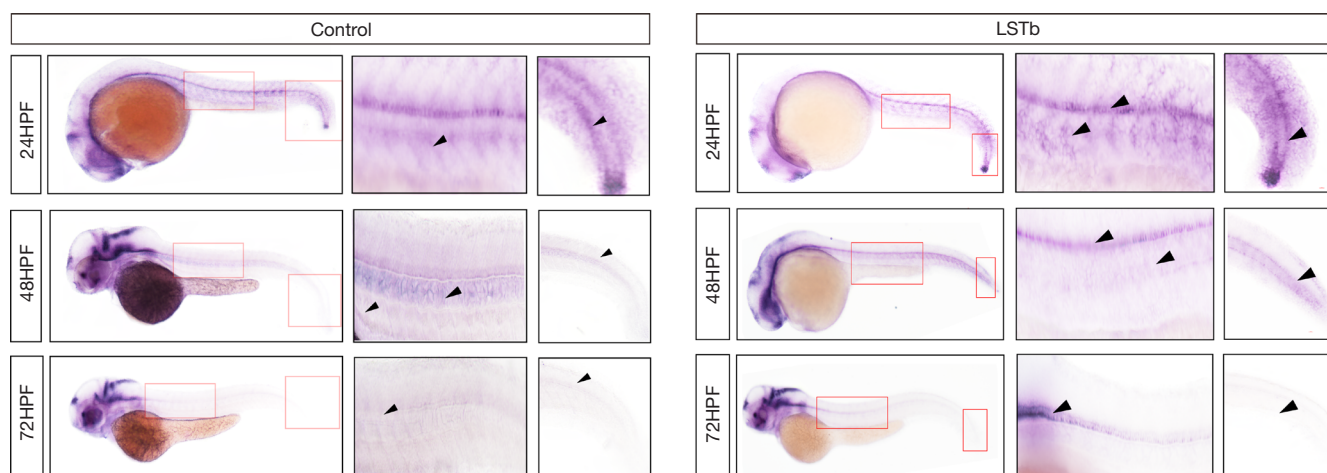 Control
24HPF
48HPF
72HPF
LSTb
24HPF
48HPF
72HPF